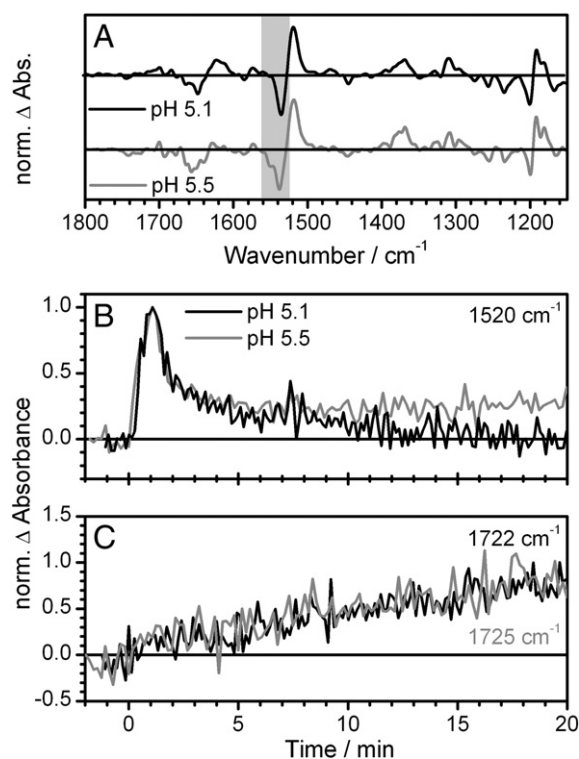 A
norm. Δ Abs.
pH 5.1
pH 5.5
1800 1700 1600 1500 1400 1300 1200
Wavenumber / cm⁻¹
B
pH 5.1
pH 5.5
1520 cm⁻¹
1.0
0.5
0.0
norm. Δ Absorbance
C
1722 cm⁻¹
1725 cm⁻¹
1.5
1.0
0.5
0.0
-0.5
0 5 10 15 20
Time / min